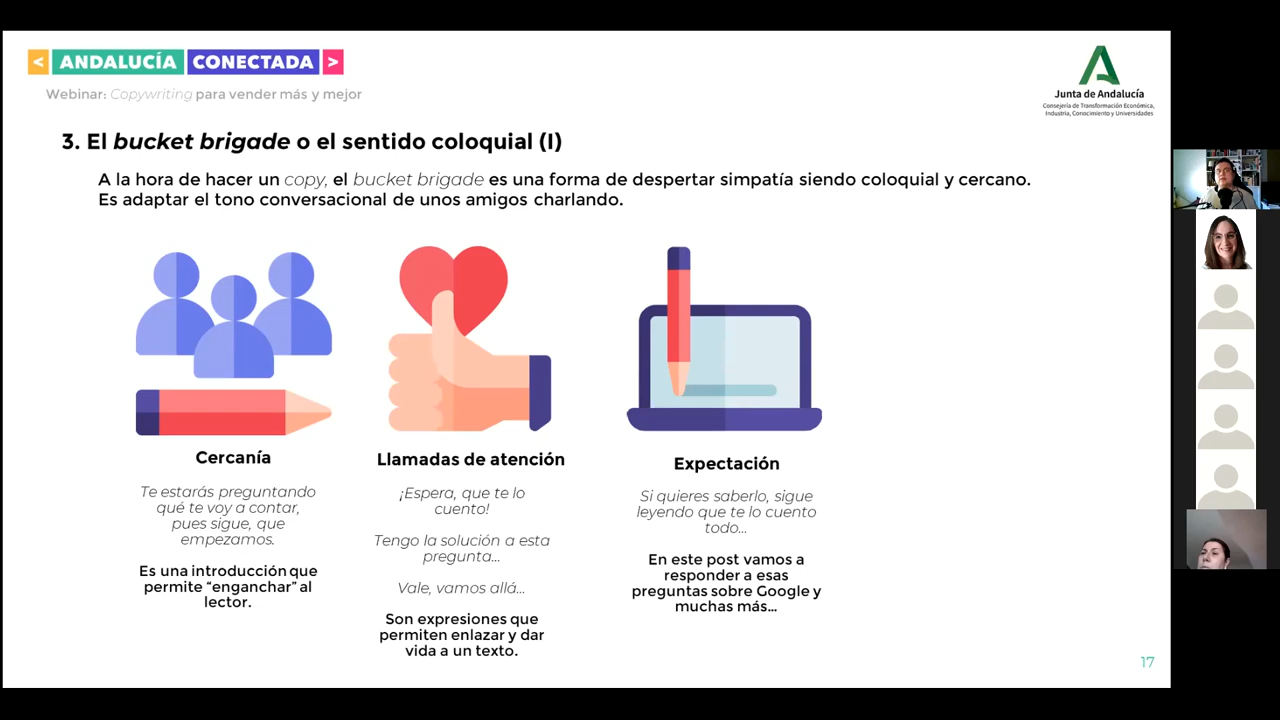 < ANDALUCÍA CONECTADA >
Webinar: Copywriting para vender más y mejor
Junta de Andalucía
Consejería de Transformación Económica,
Industria, Conocimiento y Universidades
3. El bucket brigade o el sentido coloquial (I)
A la hora de hacer un copy, el bucket brigade es una forma de despertar simpatía siendo coloquial y cercano.
Es adaptar el tono conversacional de unos amigos charlando.
Cercanía
Te estarás preguntando
qué te voy a contar,
pues sigue, que
empezamos.
Es una introducción que
permite “enganchar” al
lector.
Llamadas de atención
¡Espera, que te lo
cuento!
Tengo la solución a esta
pregunta...
Vale, vamos allá...
Son expresiones que
permiten enlazar y dar
vida a un texto.
Expectación
Si quieres saberlo, sigue
leyendo que te lo cuento
todo...
En este post vamos a
responder a esas
preguntas sobre Google y
muchas más...
17